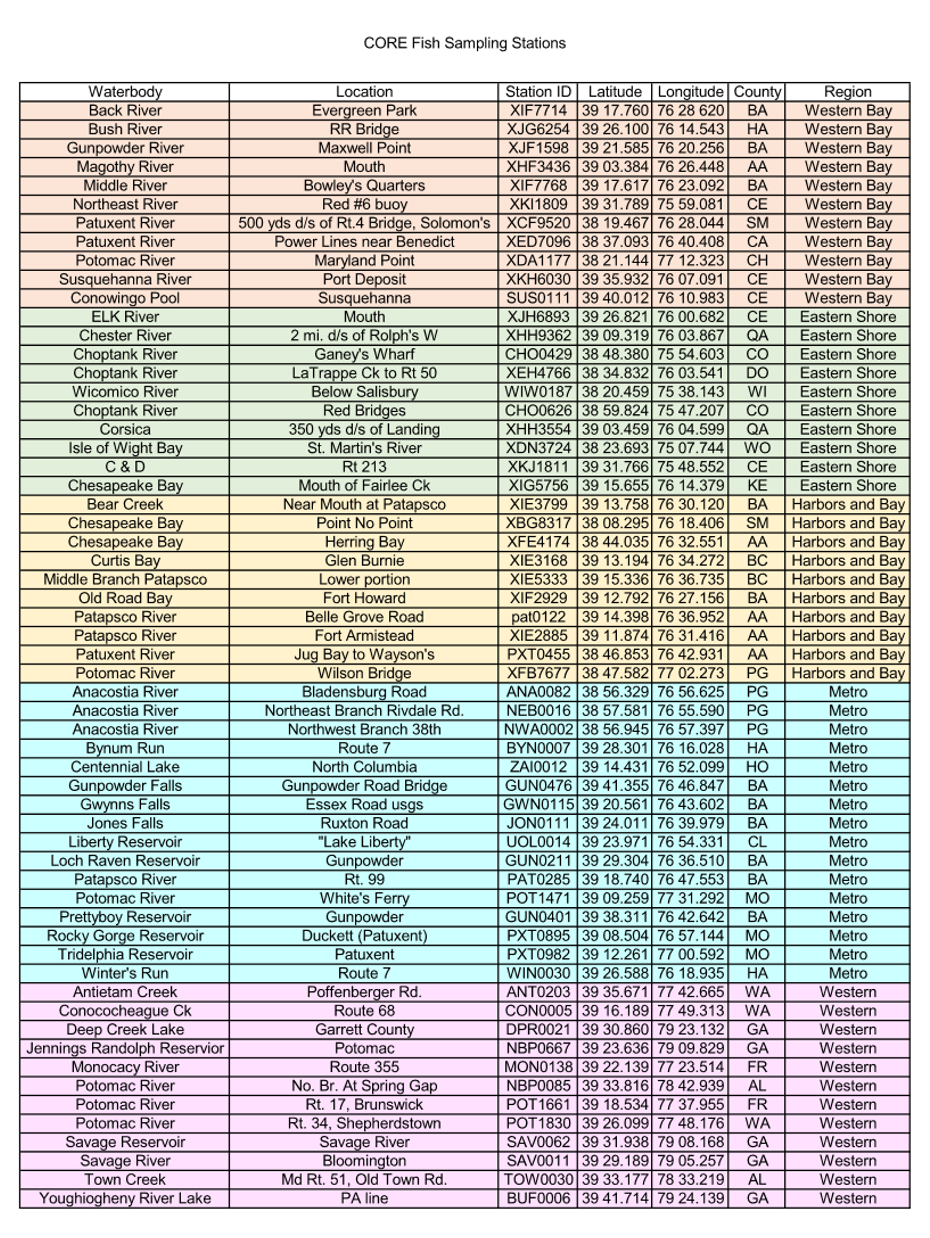 CORE Fish Sampling Stations
Waterbody Location Station ID Latitude Longitude County Region
Back River Evergreen Park XIF7714 39 17.760 76 28 620 BA Western Bay
Bush River RR Bridge XJG6254 39 26.100 76 14.543 HA Western Bay
Gunpowder River Maxwell Point XJF1598 39 21.585 76 20.256 BA Western Bay
Magothy River Mouth XHF3436 39 03.384 76 26.448 AA Western Bay
Middle River Bowley's Quarters XIF7768 39 17.617 76 23.092 BA Western Bay
Northeast River Red #6 buoy XKI1809 39 31.789 75 59.081 CE Western Bay
Patuxent River 500 yds d/s of Rt.4 Bridge, Solomon's XCF9520 38 19.467 76 28.044 SM Western Bay
Patuxent River Power Lines near Benedict XED7096 38 37.093 76 40.408 CA Western Bay
Potomac River Maryland Point XDA1177 38 21.144 77 12.323 CH Western Bay
Susquehanna River Port Deposit XKH6030 39 35.932 76 07.091 CE Western Bay
Conowingo Pool Susquehanna SUS0111 39 40.012 76 10.983 CE Western Bay
ELK River Mouth XJH6893 39 26.821 76 00.682 CE Eastern Shore
Chester River 2 mi. d/s of Rolph's W XHH9362 39 09.319 76 03.867 QA Eastern Shore
Choptank River Ganey's Wharf CHO0429 38 48.380 75 54.603 CO Eastern Shore
Choptank River LaTrappe Ck to Rt 50 XEH4766 38 34.832 76 03.541 DO Eastern Shore
Wicomico River Below Salisbury WIW0187 38 20.459 75 38.143 WI Eastern Shore
Choptank River Red Bridges CHO0626 38 59.824 75 47.207 CO Eastern Shore
Corsica 350 yds d/s of Landing XHH3554 39 03.459 76 04.599 QA Eastern Shore
Isle of Wight Bay St. Martin's River XDN3724 38 23.693 75 07.744 WO Eastern Shore
C & D Rt 213 XKJ1811 39 31.766 75 48.552 CE Eastern Shore
Chesapeake Bay Mouth of Fairlee Ck XIG5756 39 15.655 76 14.379 KE Eastern Shore
Bear Creek Near Mouth at Patapsco XIE3799 39 13.758 76 30.120 BA Harbors and Bay
Chesapeake Bay Point No Point XBG8317 38 08.295 76 18.406 SM Harbors and Bay
Chesapeake Bay Herring Bay XFE4174 38 44.035 76 32.551 AA Harbors and Bay
Curtis Bay Glen Burnie XIE3168 39 13.194 76 34.272 BC Harbors and Bay
Middle Branch Patapsco Lower portion XIE5333 39 15.336 76 36.735 BC Harbors and Bay
Old Road Bay Fort Howard XIF2929 39 12.792 76 27.156 BA Harbors and Bay
Patapsco River Belle Grove Road pat0122 39 14.398 76 36.952 AA Harbors and Bay
Patapsco River Fort Armistead XIE2885 39 11.874 76 31.416 AA Harbors and Bay
Patuxent River Jug Bay to Wayson's PXT0455 38 46.853 76 42.931 AA Harbors and Bay
Potomac River Wilson Bridge XFB7677 38 47.582 77 02.273 PG Harbors and Bay
Anacostia River Bladensburg Road ANA0082 38 56.329 76 56.625 PG Metro
Anacostia River Northeast Branch Rivdale Rd. NEB0016 38 57.581 76 55.590 PG Metro
Anacostia River Northwest Branch 38th NWA0002 38 56.945 76 57.397 PG Metro
Bynum Run Route 7 BYN0007 39 28.301 76 16.028 HA Metro
Centennial Lake North Columbia ZAI0012 39 14.431 76 52.099 HO Metro
Gunpowder Falls Gunpowder Road Bridge GUN0476 39 41.355 76 46.847 BA Metro
Gwynns Falls Essex Road usgs GWN0115 39 20.561 76 43.602 BA Metro
Jones Falls Ruxton Road JON0111 39 24.011 76 39.979 BA Metro
Liberty Reservoir "Lake Liberty" UOL0014 39 23.971 76 54.331 CL Metro
Loch Raven Reservoir Gunpowder GUN0211 39 29.304 76 36.510 BA Metro
Patapsco River Rt. 99 PAT0285 39 18.740 76 47.553 BA Metro
Potomac River White's Ferry POT1471 39 09.259 77 31.292 MO Metro
Prettyboy Reservoir Gunpowder GUN0401 39 38.311 76 42.642 BA Metro
Rocky Gorge Reservoir Duckett (Patuxent) PXT0895 39 08.504 76 57.144 MO Metro
Tridelphia Reservoir Patuxent PXT0982 39 12.261 77 00.592 MO Metro
Winter's Run Route 7 WIN0030 39 26.588 76 18.935 HA Metro
Antietam Creek Poffenberger Rd. ANT0203 39 35.671 77 42.665 WA Western
Conococheague Ck Route 68 CON0005 39 16.189 77 49.313 WA Western
Deep Creek Lake Garrett County DPR0021 39 30.860 79 23.132 GA Western
Jennings Randolph Reservior Potomac NBP0667 39 23.636 79 09.829 GA Western
Monocacy River Route 355 MON0138 39 22.139 77 23.514 FR Western
Potomac River No. Br. At Spring Gap NBP0085 39 33.816 78 42.939 AL Western
Potomac River Rt. 17, Brunswick POT1661 39 18.534 77 37.955 FR Western
Potomac River Rt. 34, Shepherdstown POT1830 39 26.099 77 48.176 WA Western
Savage Reservoir Savage River SAV0062 39 31.938 79 08.168 GA Western
Savage River Bloomington SAV0011 39 29.189 79 05.257 GA Western
Town Creek Md Rt. 51, Old Town Rd. TOW0030 39 33.177 78 33.219 AL Western
Youghiogheny River Lake PA line BUF0006 39 41.714 79 24.139 GA Western